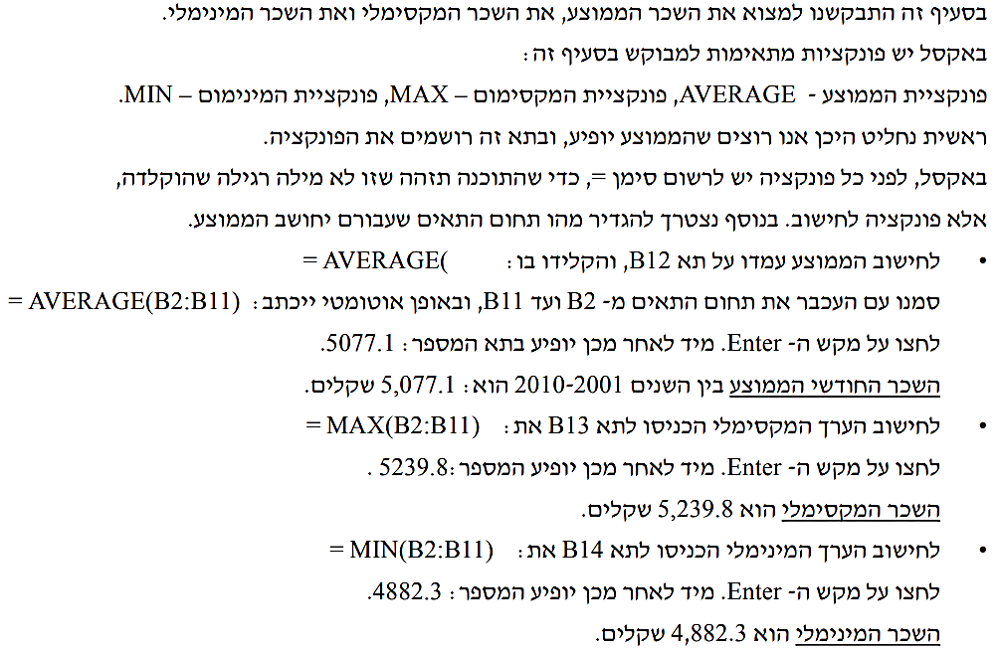 בסעיף זה התבקשנו למצוא את השכר הממוצע, את השכר המקסימלי ואת השכר המינימלי.
באקסל יש פונקציות מתאימות למבוקש בסעיף זה:
פונקציית הממוצע - AVERAGE, פונקציית המקסימום – MAX, פונקציית המינימום – MIN.
ראשית נחליט היכן אנו רוצים שהממוצע יופיע, ובתא זה רושמים את הפונקציה.
באקסל, לפני כל פונקציה יש לרשום סימן =, כדי שהתוכנה תזהה שזו לא מילה רגילה שהוקלדה,
אלא פונקציה לחישוב. בנוסף נצטרך להגדיר מהו תחום התאים שעבורם יחושב הממוצע.
• לחישוב הממוצע עמדו על תא B12, והקלידו בו: = AVERAGE(
סמנו עם העכבר את תחום התאים מ- B2 ועד B11, ובאופן אוטומטי ייכתב: = AVERAGE(B2:B11)
לחצו על מקש ה- Enter. מיד לאחר מכן יופיע בתא המספר: 5077.1.
השכר החודשי הממוצע בין השנים 2010-2001 הוא: 5,077.1 שקלים.
• לחישוב הערך המקסימלי הכניסו לתא B13 את: = MAX(B2:B11)
לחצו על מקש ה- Enter. מיד לאחר מכן יופיע המספר: 5239.8.
השכר המקסימלי הוא 5,239.8 שקלים.
• לחישוב הערך המינימלי הכניסו לתא B14 את: = MIN(B2:B11)
לחצו על מקש ה- Enter. מיד לאחר מכן יופיע המספר: 4882.3.
השכר המינימלי הוא 4,882.3 שקלים.